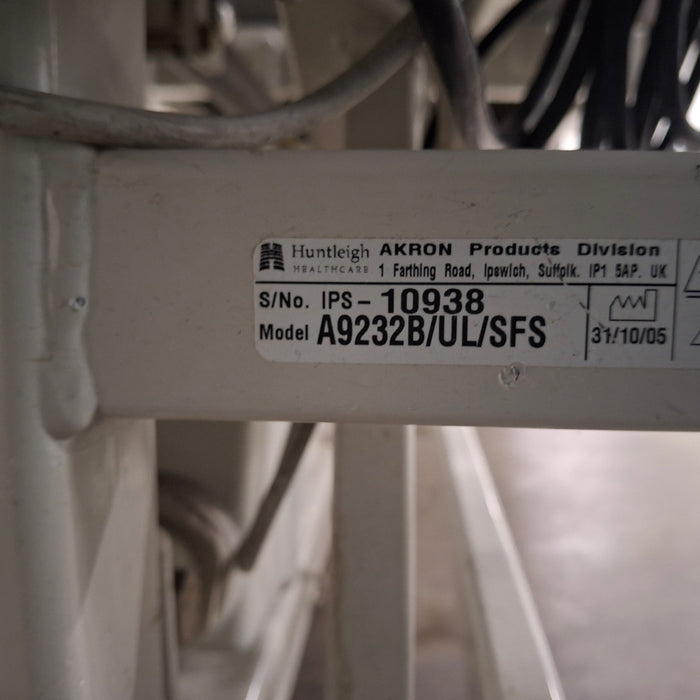 Huntleigh
HEALTHCARE
AKRON Products Division
1 Farthing Road, Ipswich, Suffolk. IP1 5AP. UK
S/No. IPS-10938
Model A9232B/UL/SFS
31/10/05